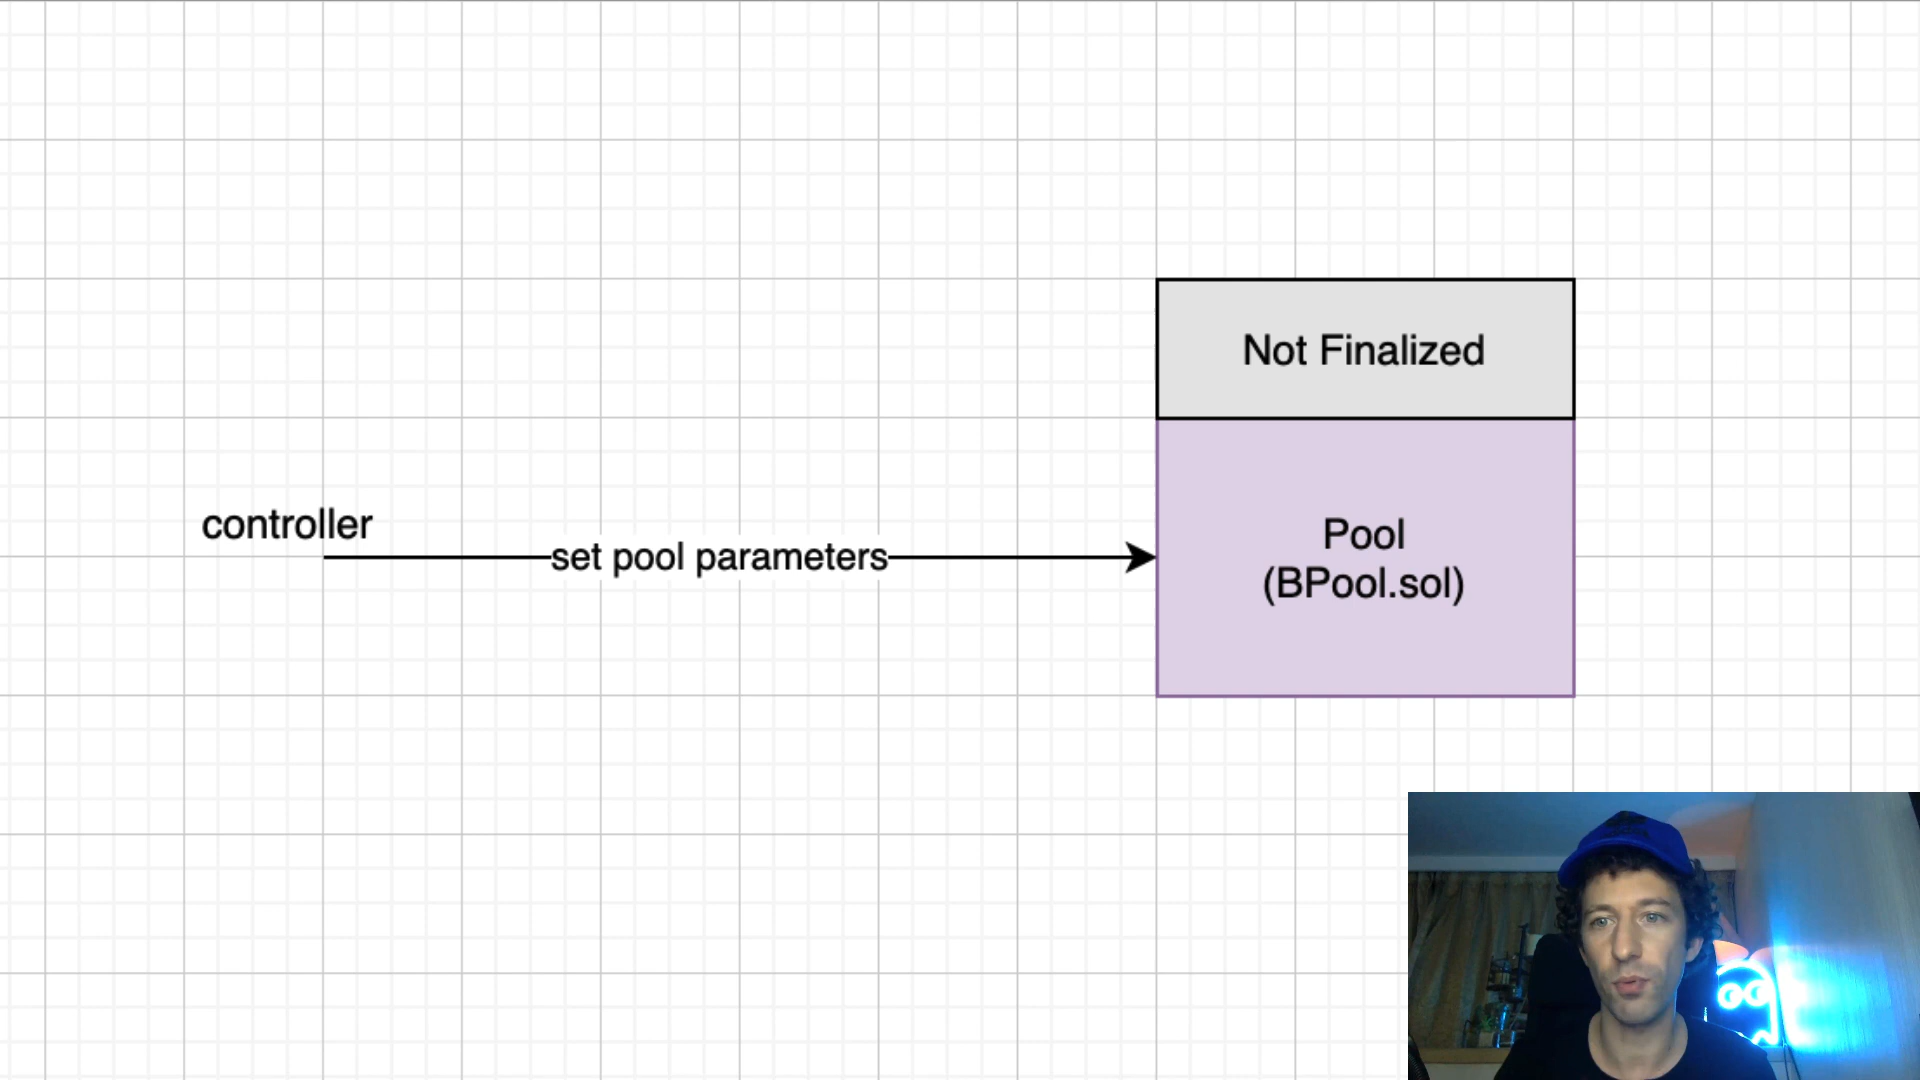 Not Finalized
controller
set pool parameters
Pool
(BPool.sol)